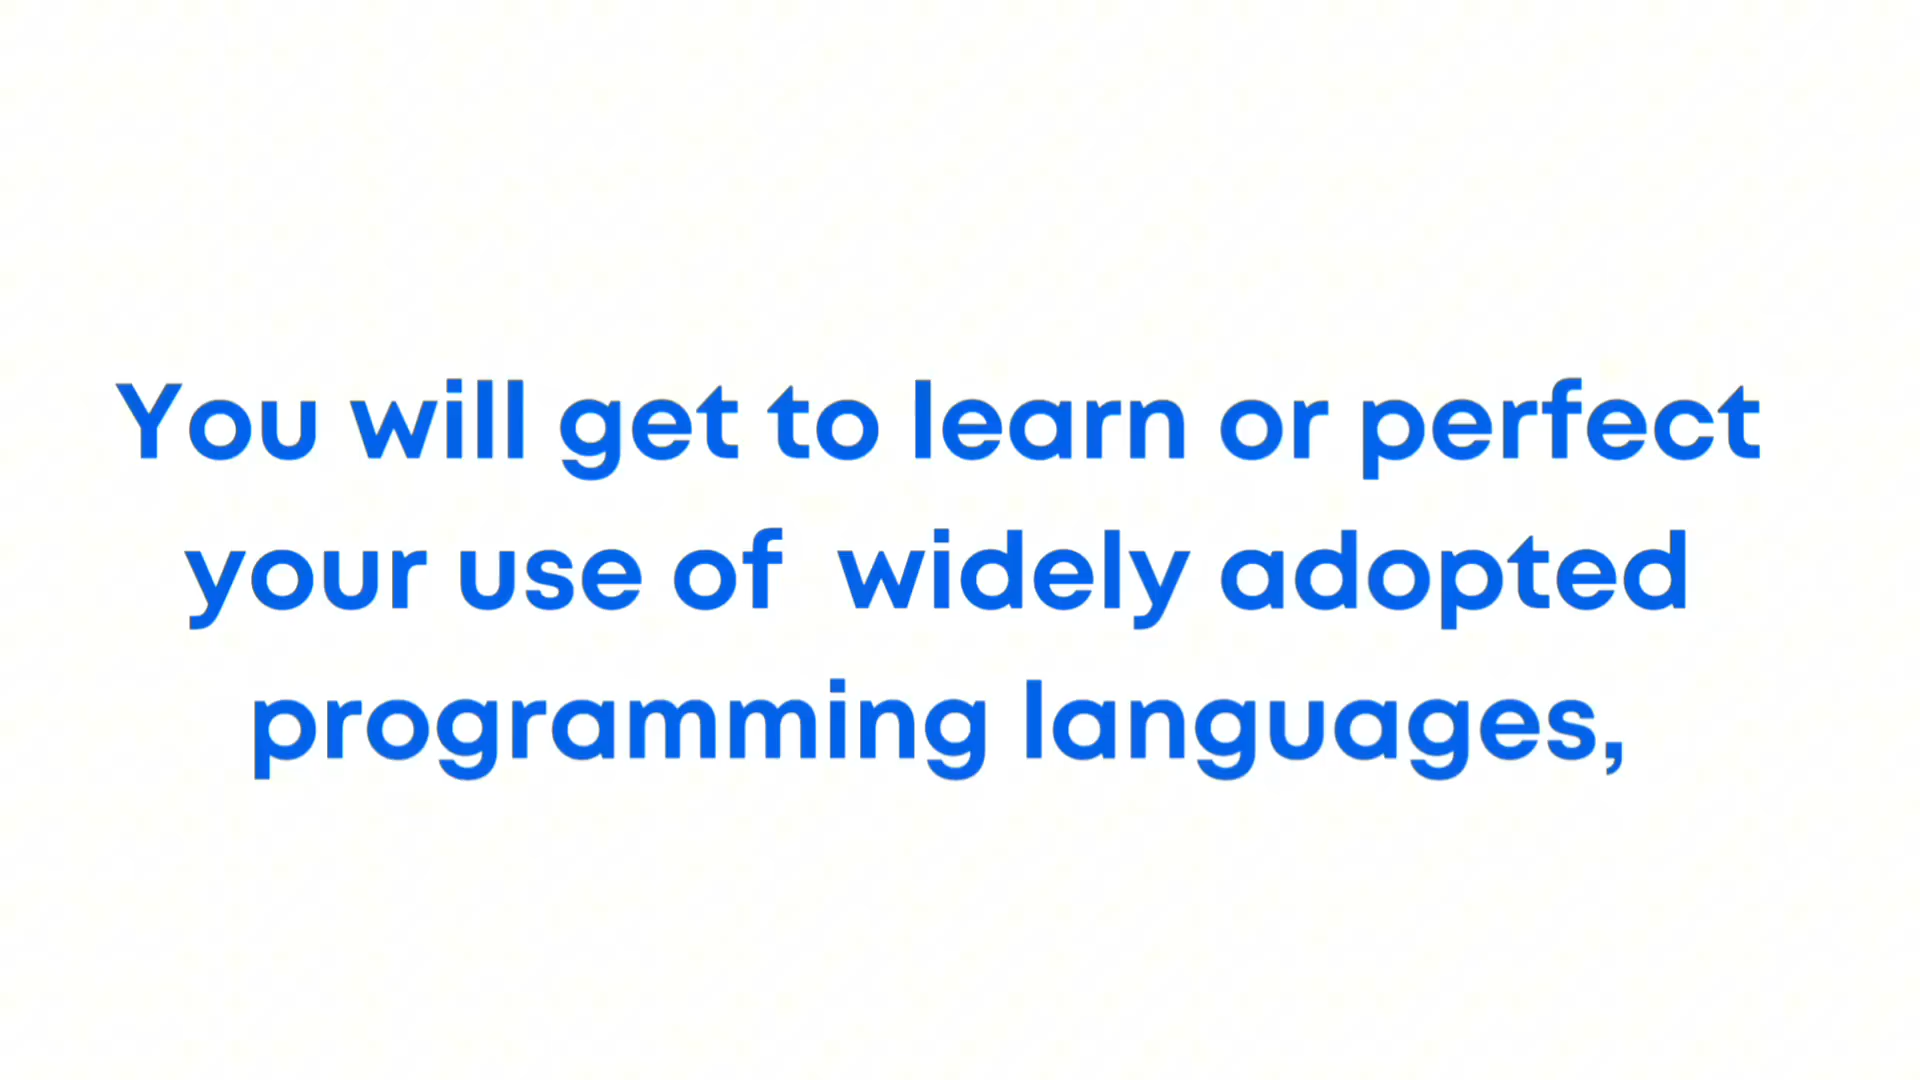 You will get to learn or perfect
your use of  widely adopted
programming languages,